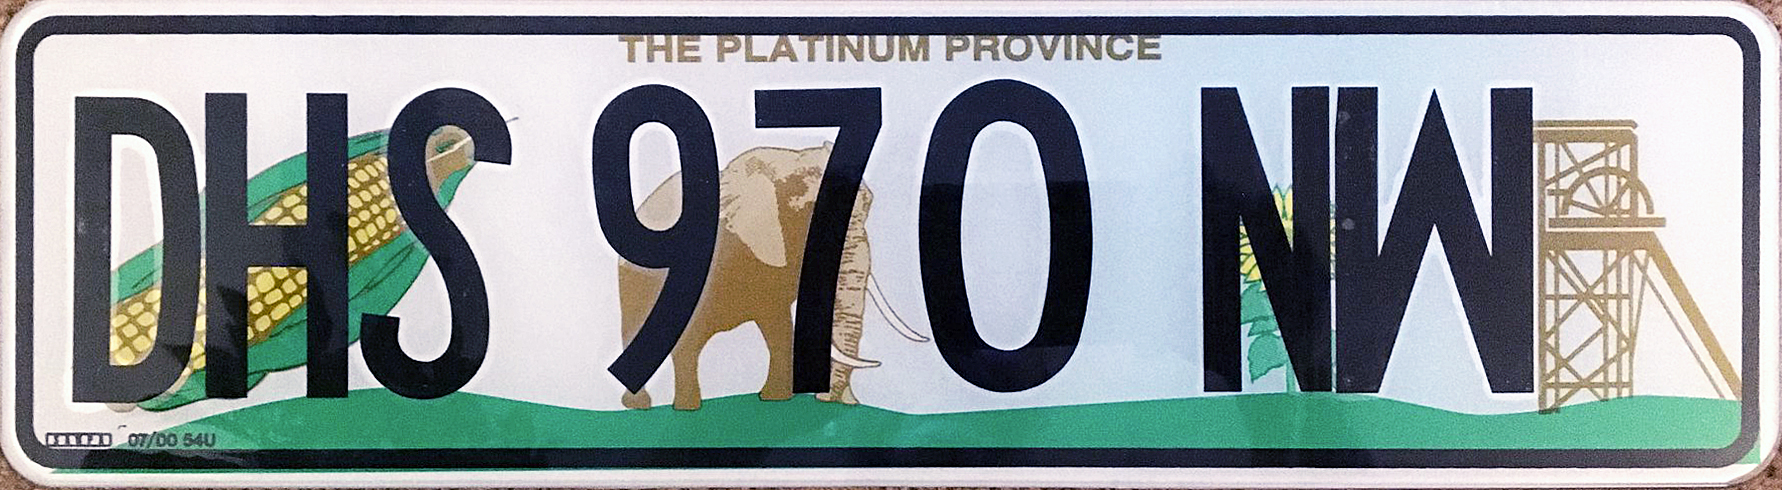 THE PLATINUM PROVINCE
DHS 970 NW
07/00 54U